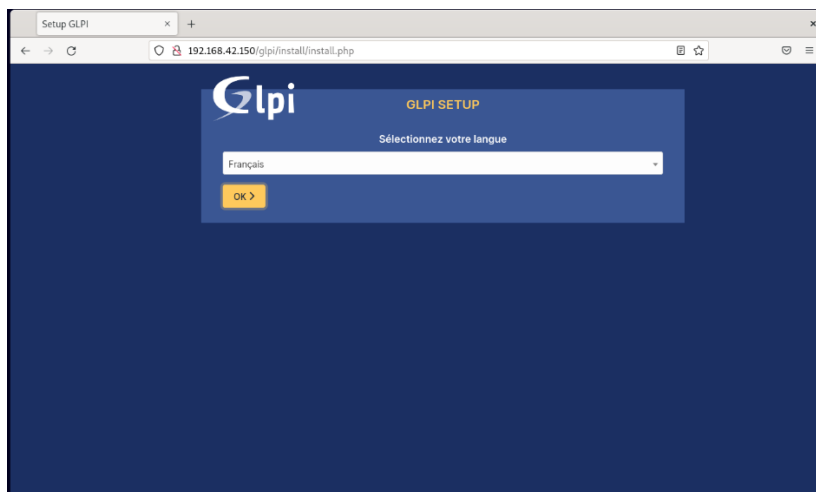 Setup GLPI
192.168.42.150/glpi/install/install.php
Glpi
GLPI SETUP
Sélectionnez votre langue
Français
OK